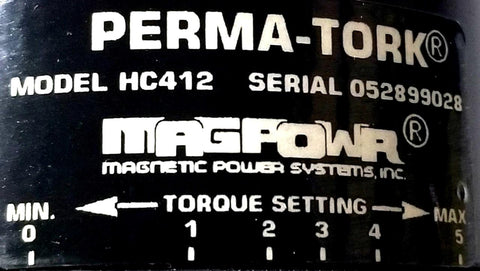 PERMA-TORK®
MODEL HC412 SERIAL 052899028
MAGPOWR®
MAGNETIC POWER SYSTEMS, INC.
MIN. TORQUE SETTING MAX
0 1 2 3 4 5